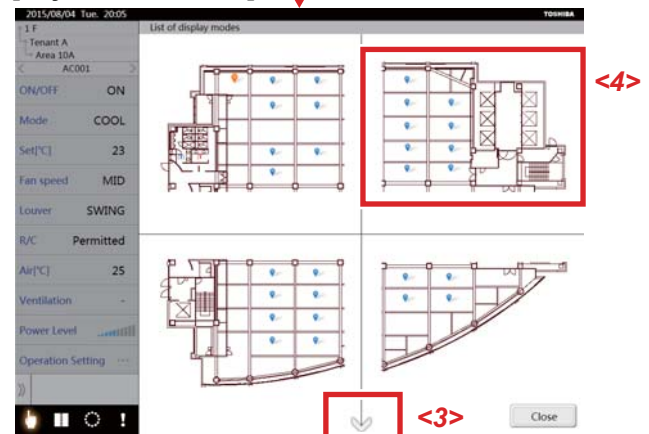 2015/08/04 Tue. 20:05
TOSHIBA
1 F
Tenant A
Area 10A
List of display modes
< AC001 >
ON/OFF ON
Mode COOL
Set[℃] 23
Fan speed MID
Louver SWING
R/C Permitted
Air[℃] 25
Ventilation -
Power Level
Operation Setting ...
<4>
<3>
Close